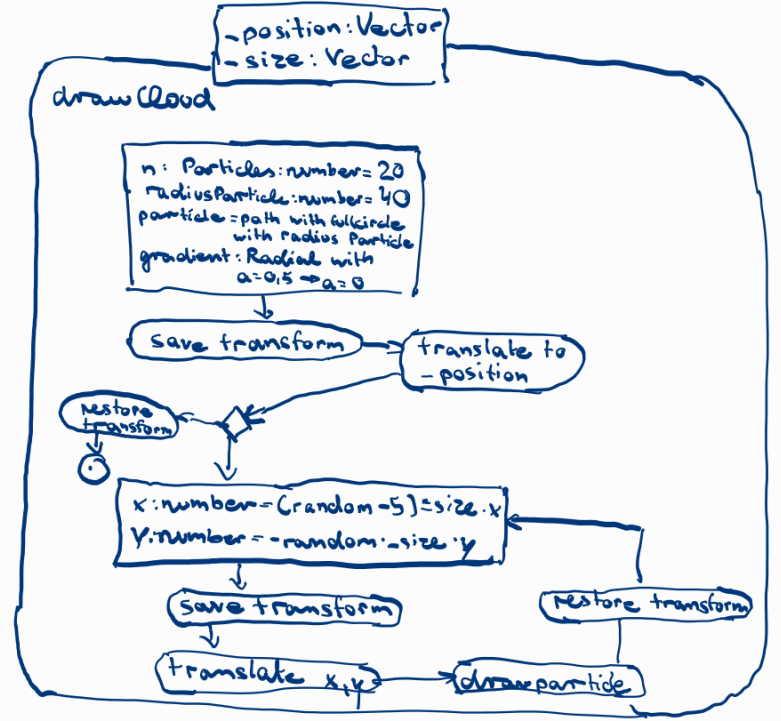 _position:Vector
_size: Vector
drawCloud
n: Particles:number=20
radiusParticle:number=40
particle=path with fullcircle
with radius Particle
gradient: Radial with
a=0,5→a=0
save transform
translate to
_position
restore
transform
x:number=(random-5)*size.x
y:number=-random._size.y
save transform
restore transform
translate x,y
drawparticle